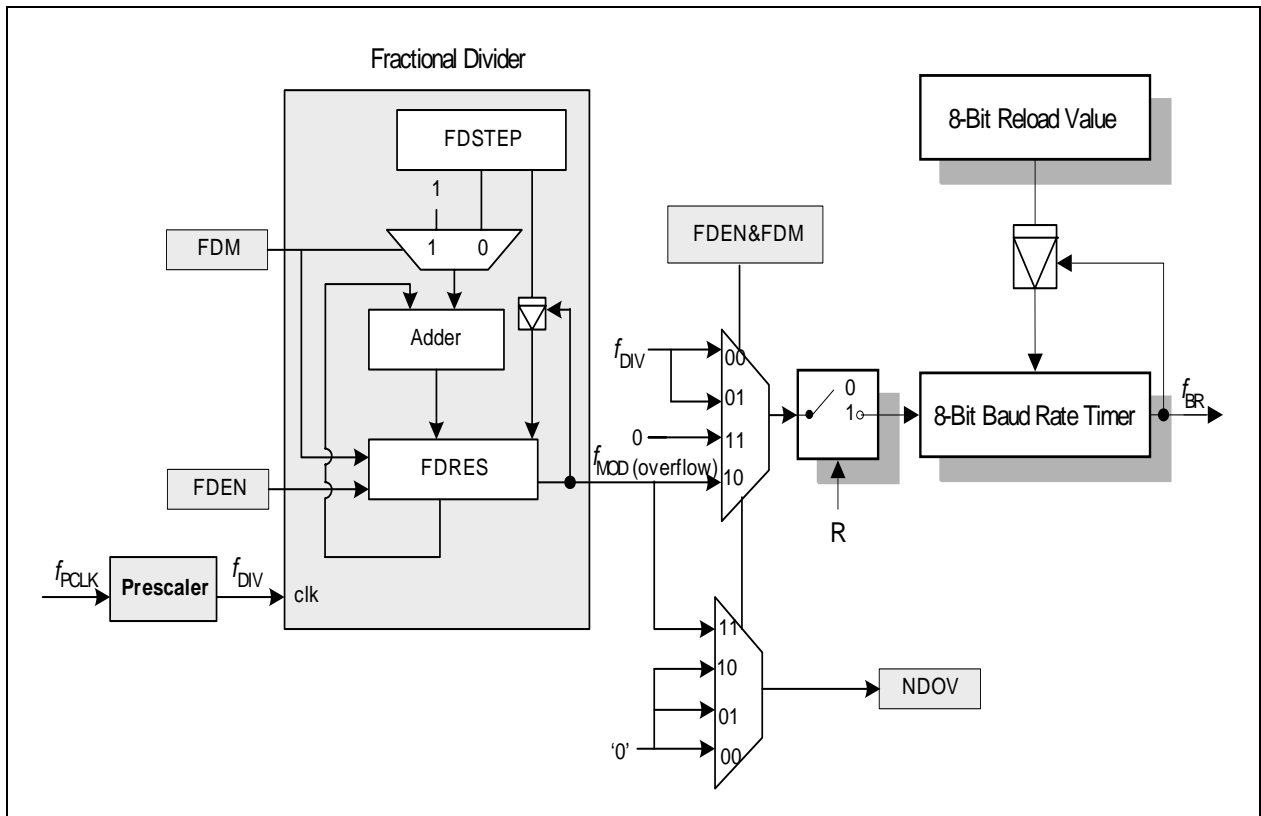 Fractional Divider
FDSTEP
8-Bit Reload Value
1
FDM
1 0
FDEN&FDM
Adder
fDIV
00
01
0
11
10
0
1
8-Bit Baud Rate Timer
fBR
FDRES
fMOD (overflow)
FDEN
R
fPCLK
Prescaler
fDIV
clk
11
10
01
00
'0'
NDOV